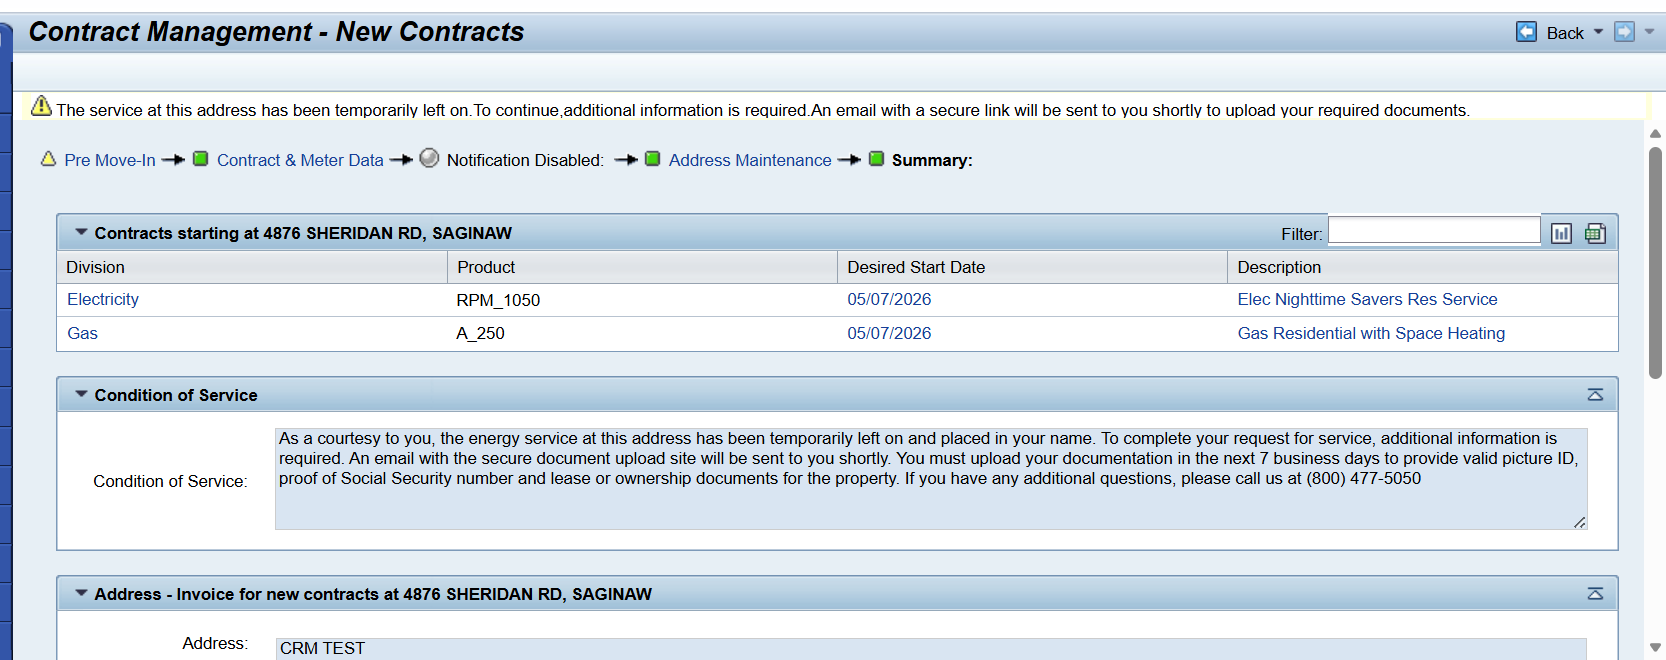 Contract Management - New Contracts
Back
The service at this address has been temporarily left on.To continue,additional information is required.An email with a secure link will be sent to you shortly to upload your required documents.
Pre Move-In Contract & Meter Data Notification Disabled: Address Maintenance Summary:
Contracts starting at 4876 SHERIDAN RD, SAGINAW Filter:
Division Product Desired Start Date Description
Electricity RPM_1050 05/07/2026 Elec Nighttime Savers Res Service
Gas A_250 05/07/2026 Gas Residential with Space Heating
Condition of Service
Condition of Service:
As a courtesy to you, the energy service at this address has been temporarily left on and placed in your name. To complete your request for service, additional information is
required. An email with the secure document upload site will be sent to you shortly. You must upload your documentation in the next 7 business days to provide valid picture ID,
proof of Social Security number and lease or ownership documents for the property. If you have any additional questions, please call us at (800) 477-5050
Address - Invoice for new contracts at 4876 SHERIDAN RD, SAGINAW
Address: CRM TEST